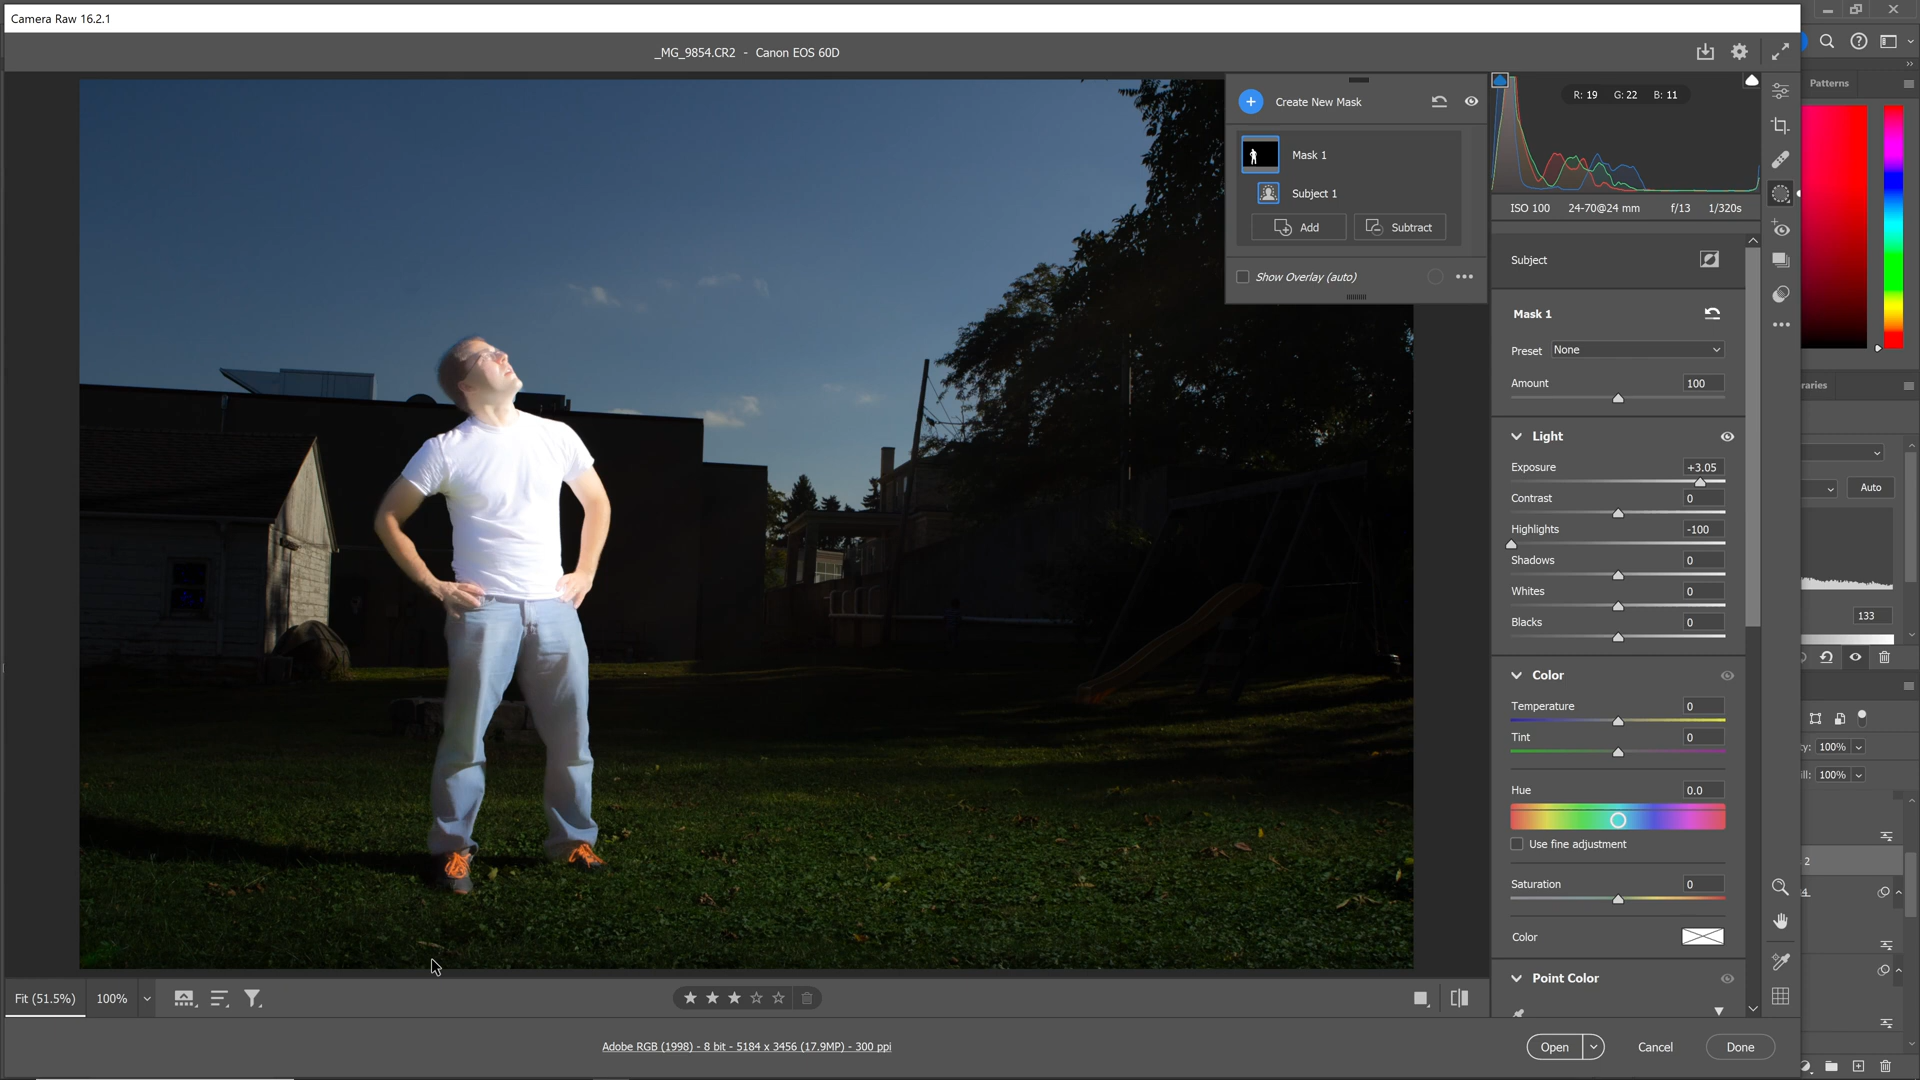 Camera Raw 16.2.1
_MG_9854.CR2 - Canon EOS 60D
Create New Mask
Mask 1
Subject 1
Add
Subtract
Show Overlay (auto)
R: 19 G: 22 B: 11
ISO 100 24-70@24 mm f/13 1/320s
Subject
Mask 1
Preset None
Amount 100
Light
Exposure +3.05
Contrast 0
Highlights -100
Shadows 0
Whites 0
Blacks 0
Color
Temperature 0
Tint 0
Hue 0.0
Use fine adjustment
Saturation 0
Color
Point Color
Patterns
raries
Auto
133
cy: 100%
ill: 100%
2
Fit (51.5%)
100%
Adobe RGB (1998) - 8 bit - 5184 x 3456 (17.9MP) - 300 ppi
Open
Cancel
Done